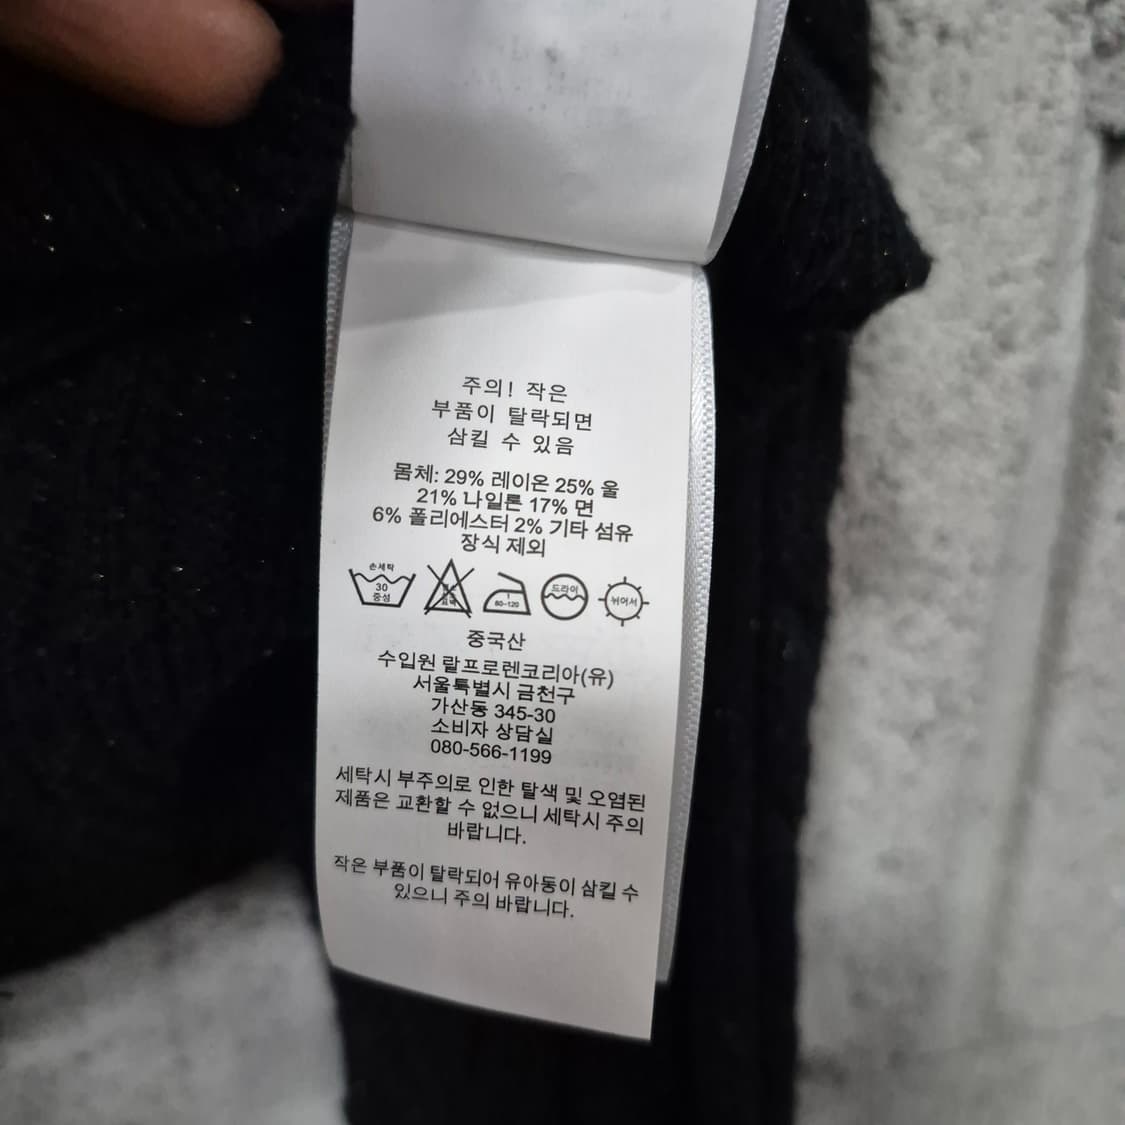 주의! 작은
부품이 탈락되면
삼킬 수 있음
몸체: 29% 레이온 25% 울
21% 나일론 17% 면
6% 폴리에스터 2% 기타 섬유
장식 제외
손세탁
30
중성
60~120
드라이
뉘어서
중국산
수입원 랄프로렌코리아(유)
서울특별시 금천구
가산동 345-30
소비자 상담실
080-566-1199
세탁시 부주의로 인한 탈색 및 오염된
제품은 교환할 수 없으니 세탁시 주의
바랍니다.
작은 부품이 탈락되어 유아동이 삼킬 수
있으니 주의 바랍니다.